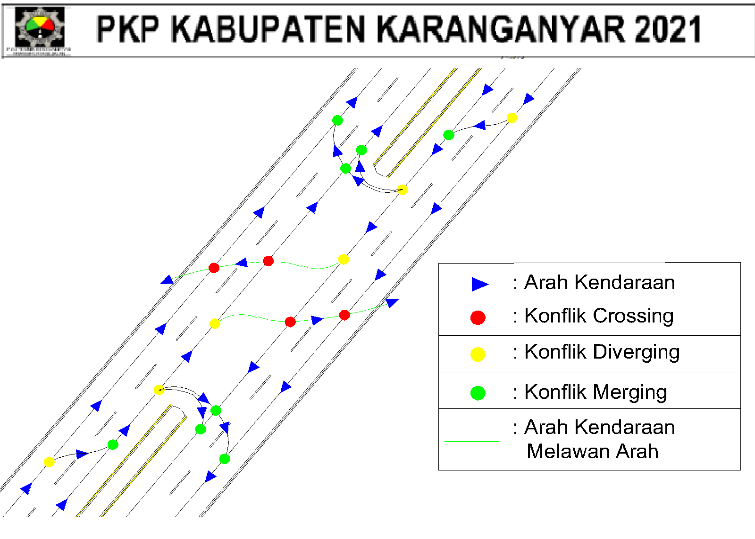 PKP KABUPATEN KARANGANYAR 2021
: Arah Kendaraan
: Konflik Crossing
: Konflik Diverging
: Konflik Merging
: Arah Kendaraan
Melawan Arah